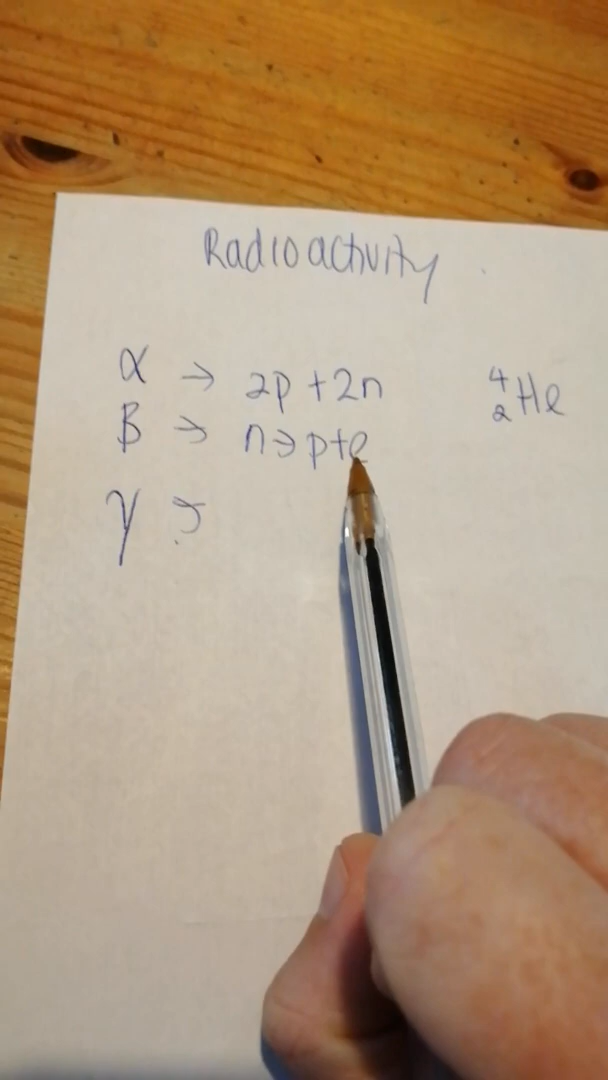 Radioactivity
α → 2p + 2n ⁴₂He
β → n → p + e
γ →